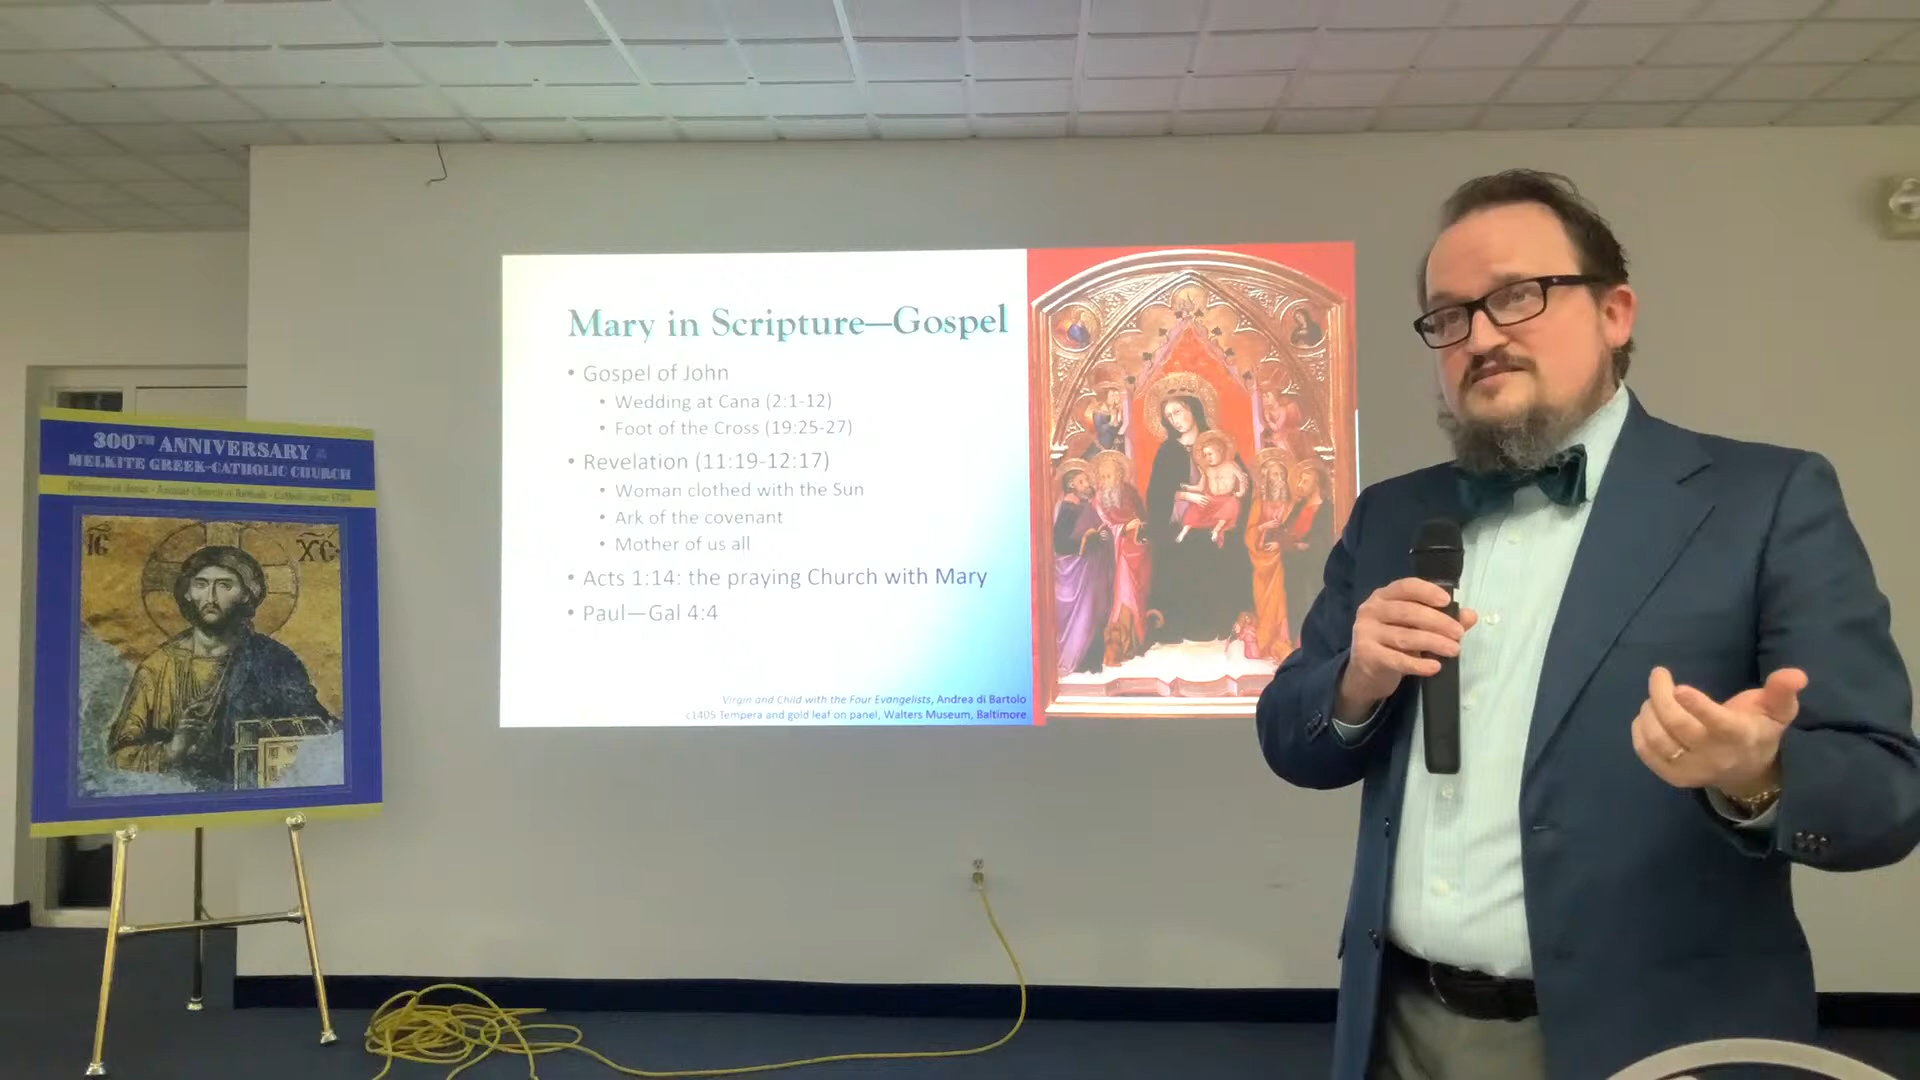 300TH ANNIVERSARY
MELKITE GREEK-CATHOLIC CHURCH
IC XC
Mary in Scripture—Gospel
• Gospel of John
• Wedding at Cana (2:1-12)
• Foot of the Cross (19:25-27)
• Revelation (11:19-12:17)
• Woman clothed with the Sun
• Ark of the covenant
• Mother of us all
• Acts 1:14: the praying Church with Mary
• Paul—Gal 4:4
Virgin and Child with the Four Evangelists, Andrea di Bartolo
c1405 Tempera and gold leaf on panel, Walters Museum, Baltimore